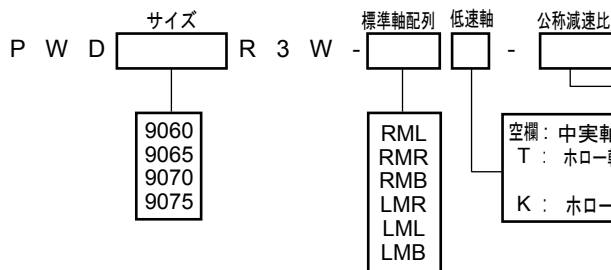 サイズ 標準軸配列 低速軸 公称減速比
P W D R 3 W - -
9060
9065
9070
9075
RML
RMR
RMB
LMR
LML
LMB
空欄 : 中実軸
T : ホロー
K : ホロー